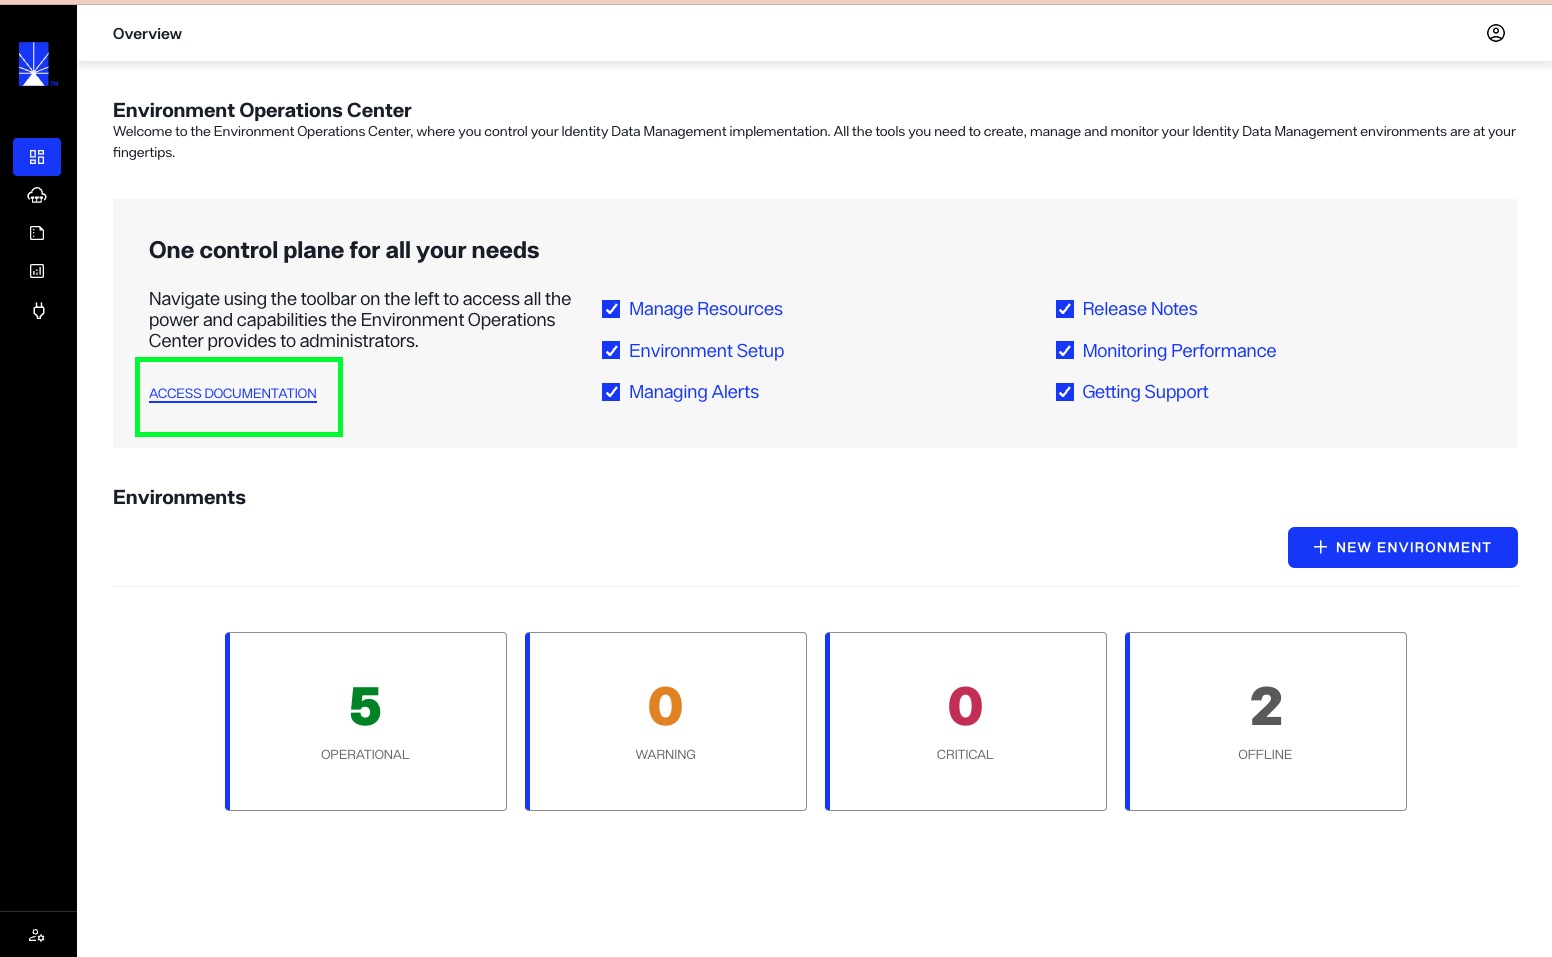 Overview
TM
Environment Operations Center
Welcome to the Environment Operations Center, where you control your Identity Data Management implementation. All the tools you need to create, manage and monitor your Identity Data Management environments are at your
fingertips.
One control plane for all your needs
Navigate using the toolbar on the left to access all the
power and capabilities the Environment Operations
Center provides to administrators.
ACCESS DOCUMENTATION
Manage Resources
Environment Setup
Managing Alerts
Release Notes
Monitoring Performance
Getting Support
Environments
NEW ENVIRONMENT
5
OPERATIONAL
0
WARNING
0
CRITICAL
2
OFFLINE